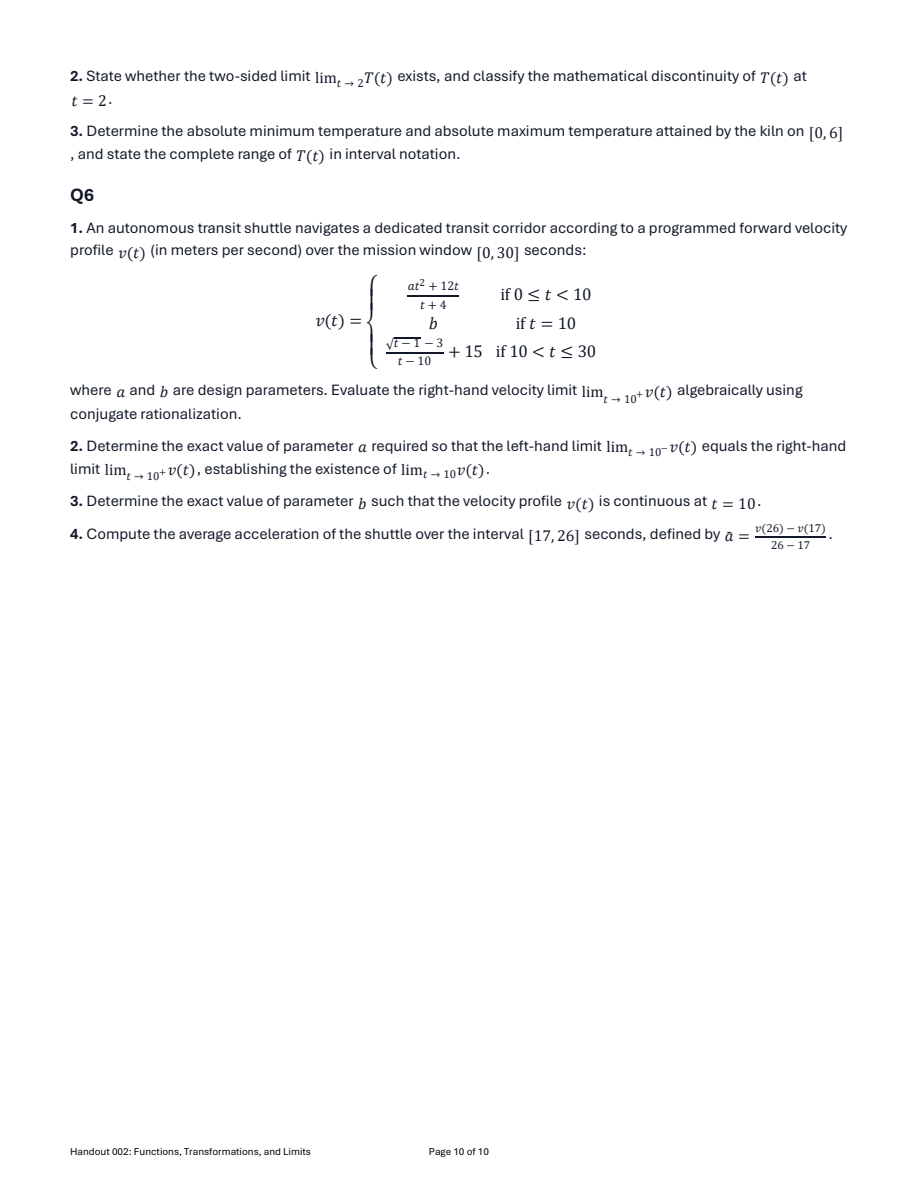 2. State whether the two-sided limit lim_{t → 2} T(t) exists, and classify the mathematical discontinuity of T(t) at
t = 2.
3. Determine the absolute minimum temperature and absolute maximum temperature attained by the kiln on [0, 6]
, and state the complete range of T(t) in interval notation.
Q6
1. An autonomous transit shuttle navigates a dedicated transit corridor according to a programmed forward velocity
profile v(t) (in meters per second) over the mission window [0, 30] seconds:
v(t) = { (at² + 12t)/(t + 4) if 0 ≤ t < 10
b if t = 10
(√(t − 1) − 3)/(t − 10) + 15 if 10 < t ≤ 30
where a and b are design parameters. Evaluate the right-hand velocity limit lim_{t → 10⁺} v(t) algebraically using
conjugate rationalization.
2. Determine the exact value of parameter a required so that the left-hand limit lim_{t → 10⁻} v(t) equals the right-hand
limit lim_{t → 10⁺} v(t), establishing the existence of lim_{t → 10} v(t).
3. Determine the exact value of parameter b such that the velocity profile v(t) is continuous at t = 10.
4. Compute the average acceleration of the shuttle over the interval [17, 26] seconds, defined by ā = (v(26) − v(17))/(26 − 17).
Handout 002: Functions, Transformations, and Limits Page 10 of 10